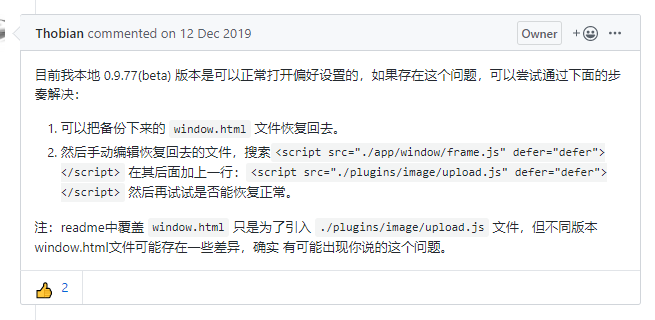 Thobian commented on 12 Dec 2019 Owner
目前我本地 0.9.77(beta) 版本是可以正常打开偏好设置的，如果存在这个问题，可以尝试通过下面的步
奏解决：
1. 可以把备份下来的 window.html 文件恢复回去。
2. 然后手动编辑恢复回去的文件，搜索 <script src="./app/window/frame.js" defer="defer">
</script> 在其后面加上一行：<script src="./plugins/image/upload.js" defer="defer">
</script> 然后再试试是否能恢复正常。
注：readme中覆盖 window.html 只是为了引入 ./plugins/image/upload.js 文件，但不同版本
window.html文件可能存在一些差异，确实 有可能出现你说的这个问题。
2